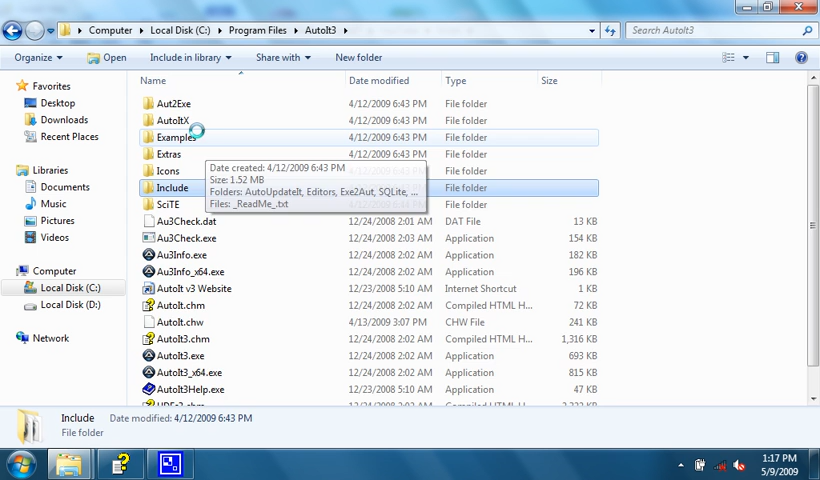 Computer Local Disk (C:) Program Files AutoIt3
Search AutoIt3
Organize Open Include in library Share with New folder
Name Date modified Type Size
Favorites
Desktop
Downloads
Recent Places
Libraries
Documents
Music
Pictures
Videos
Computer
Local Disk (C:)
Local Disk (D:)
Network
Aut2Exe 4/12/2009 6:43 PM File folder
AutoItX 4/12/2009 6:43 PM File folder
Examples 4/12/2009 6:43 PM File folder
Extras 4/12/2009 6:43 PM File folder
Icons File folder
Include File folder
SciTE File folder
Date created: 4/12/2009 6:43 PM
Size: 1.52 MB
Folders: AutoUpdateIt, Editors, Exe2Aut, SQLite, ...
Files: _ReadMe_.txt
Au3Check.dat 12/24/2008 2:01 AM DAT File 13 KB
Au3Check.exe 12/24/2008 2:03 AM Application 154 KB
Au3Info.exe 12/24/2008 2:02 AM Application 182 KB
Au3Info_x64.exe 12/24/2008 2:02 AM Application 196 KB
AutoIt v3 Website 12/23/2008 5:10 AM Internet Shortcut 1 KB
AutoIt.chm 12/24/2008 2:02 AM Compiled HTML H... 72 KB
AutoIt.chw 4/13/2009 3:07 PM CHW File 241 KB
AutoIt3.chm 12/24/2008 2:02 AM Compiled HTML H... 1,316 KB
AutoIt3.exe 12/24/2008 2:02 AM Application 693 KB
AutoIt3_x64.exe 12/24/2008 2:02 AM Application 815 KB
AutoIt3Help.exe 12/23/2008 5:10 AM Application 47 KB
Include Date modified: 4/12/2009 6:43 PM
File folder
1:17 PM
5/9/2009